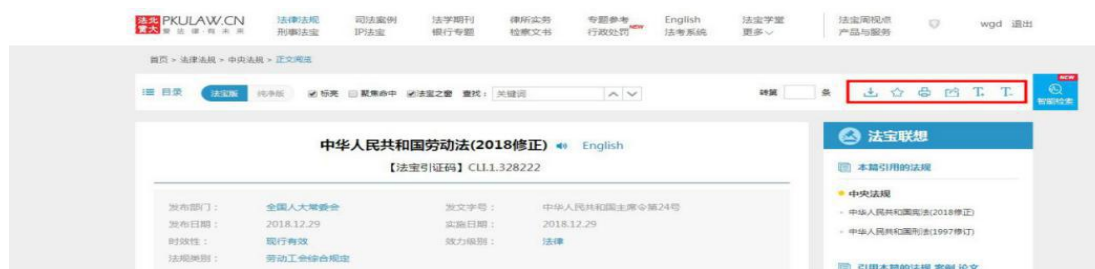 法北 PKULAW.CN 法律法规 司法案例 法学期刊 律所实务 专题参考 English 法宝学堂 法宝周视点 wgd 退出
宝大 爱法律·有未来 刑事法宝 IP法宝 银行专题 检察文书 行政处罚 NEW 法考系统 更多 产品与服务
首页 > 法律法规 > 中央法规 > 正文阅读
目录 法宝版 纯净版 标亮 聚焦命中 法宝之窗 查找: 关键词 转第 条 T+ T- NEW
智能检索
中华人民共和国劳动法(2018修正) English
【法宝引证码】CLI.1.328222
发布部门: 全国人大常委会 发文字号: 中华人民共和国主席令第24号
发布日期: 2018.12.29 实施日期: 2018.12.29
时效性: 现行有效 效力级别: 法律
法规类别: 劳动工会综合规定
法宝联想
本篇引用的法规
中央法规
- 中华人民共和国宪法(2018修正)
- 中华人民共和国刑法(1997修订)
引用本篇的法规 案例 论文